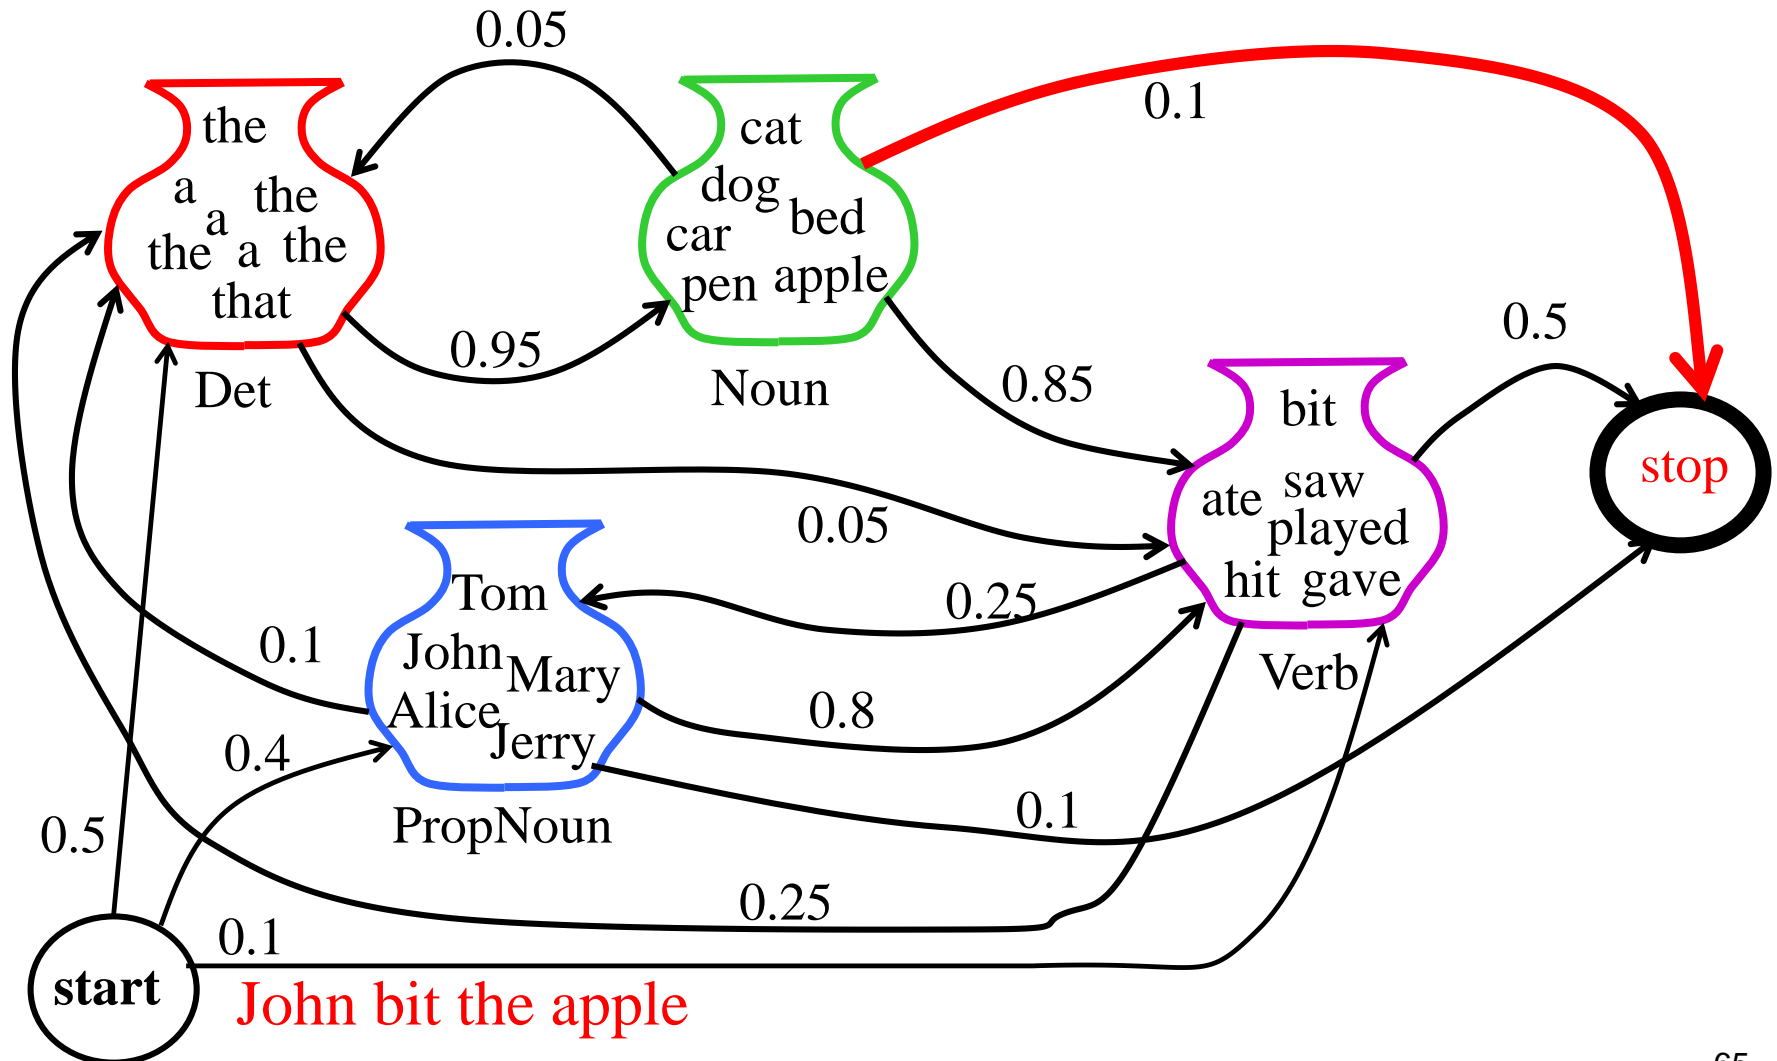 0.05
0.1
the
a the
a
the a the
that
Det
0.95
cat
dog
bed
car
pen apple
Noun
0.85
0.5
bit
saw
ate
played
hit gave
Verb
stop
0.05
0.25
Tom
John
Mary
Alice
Jerry
PropNoun
0.1
0.8
0.4
0.1
0.5
0.25
0.1
start
John bit the apple